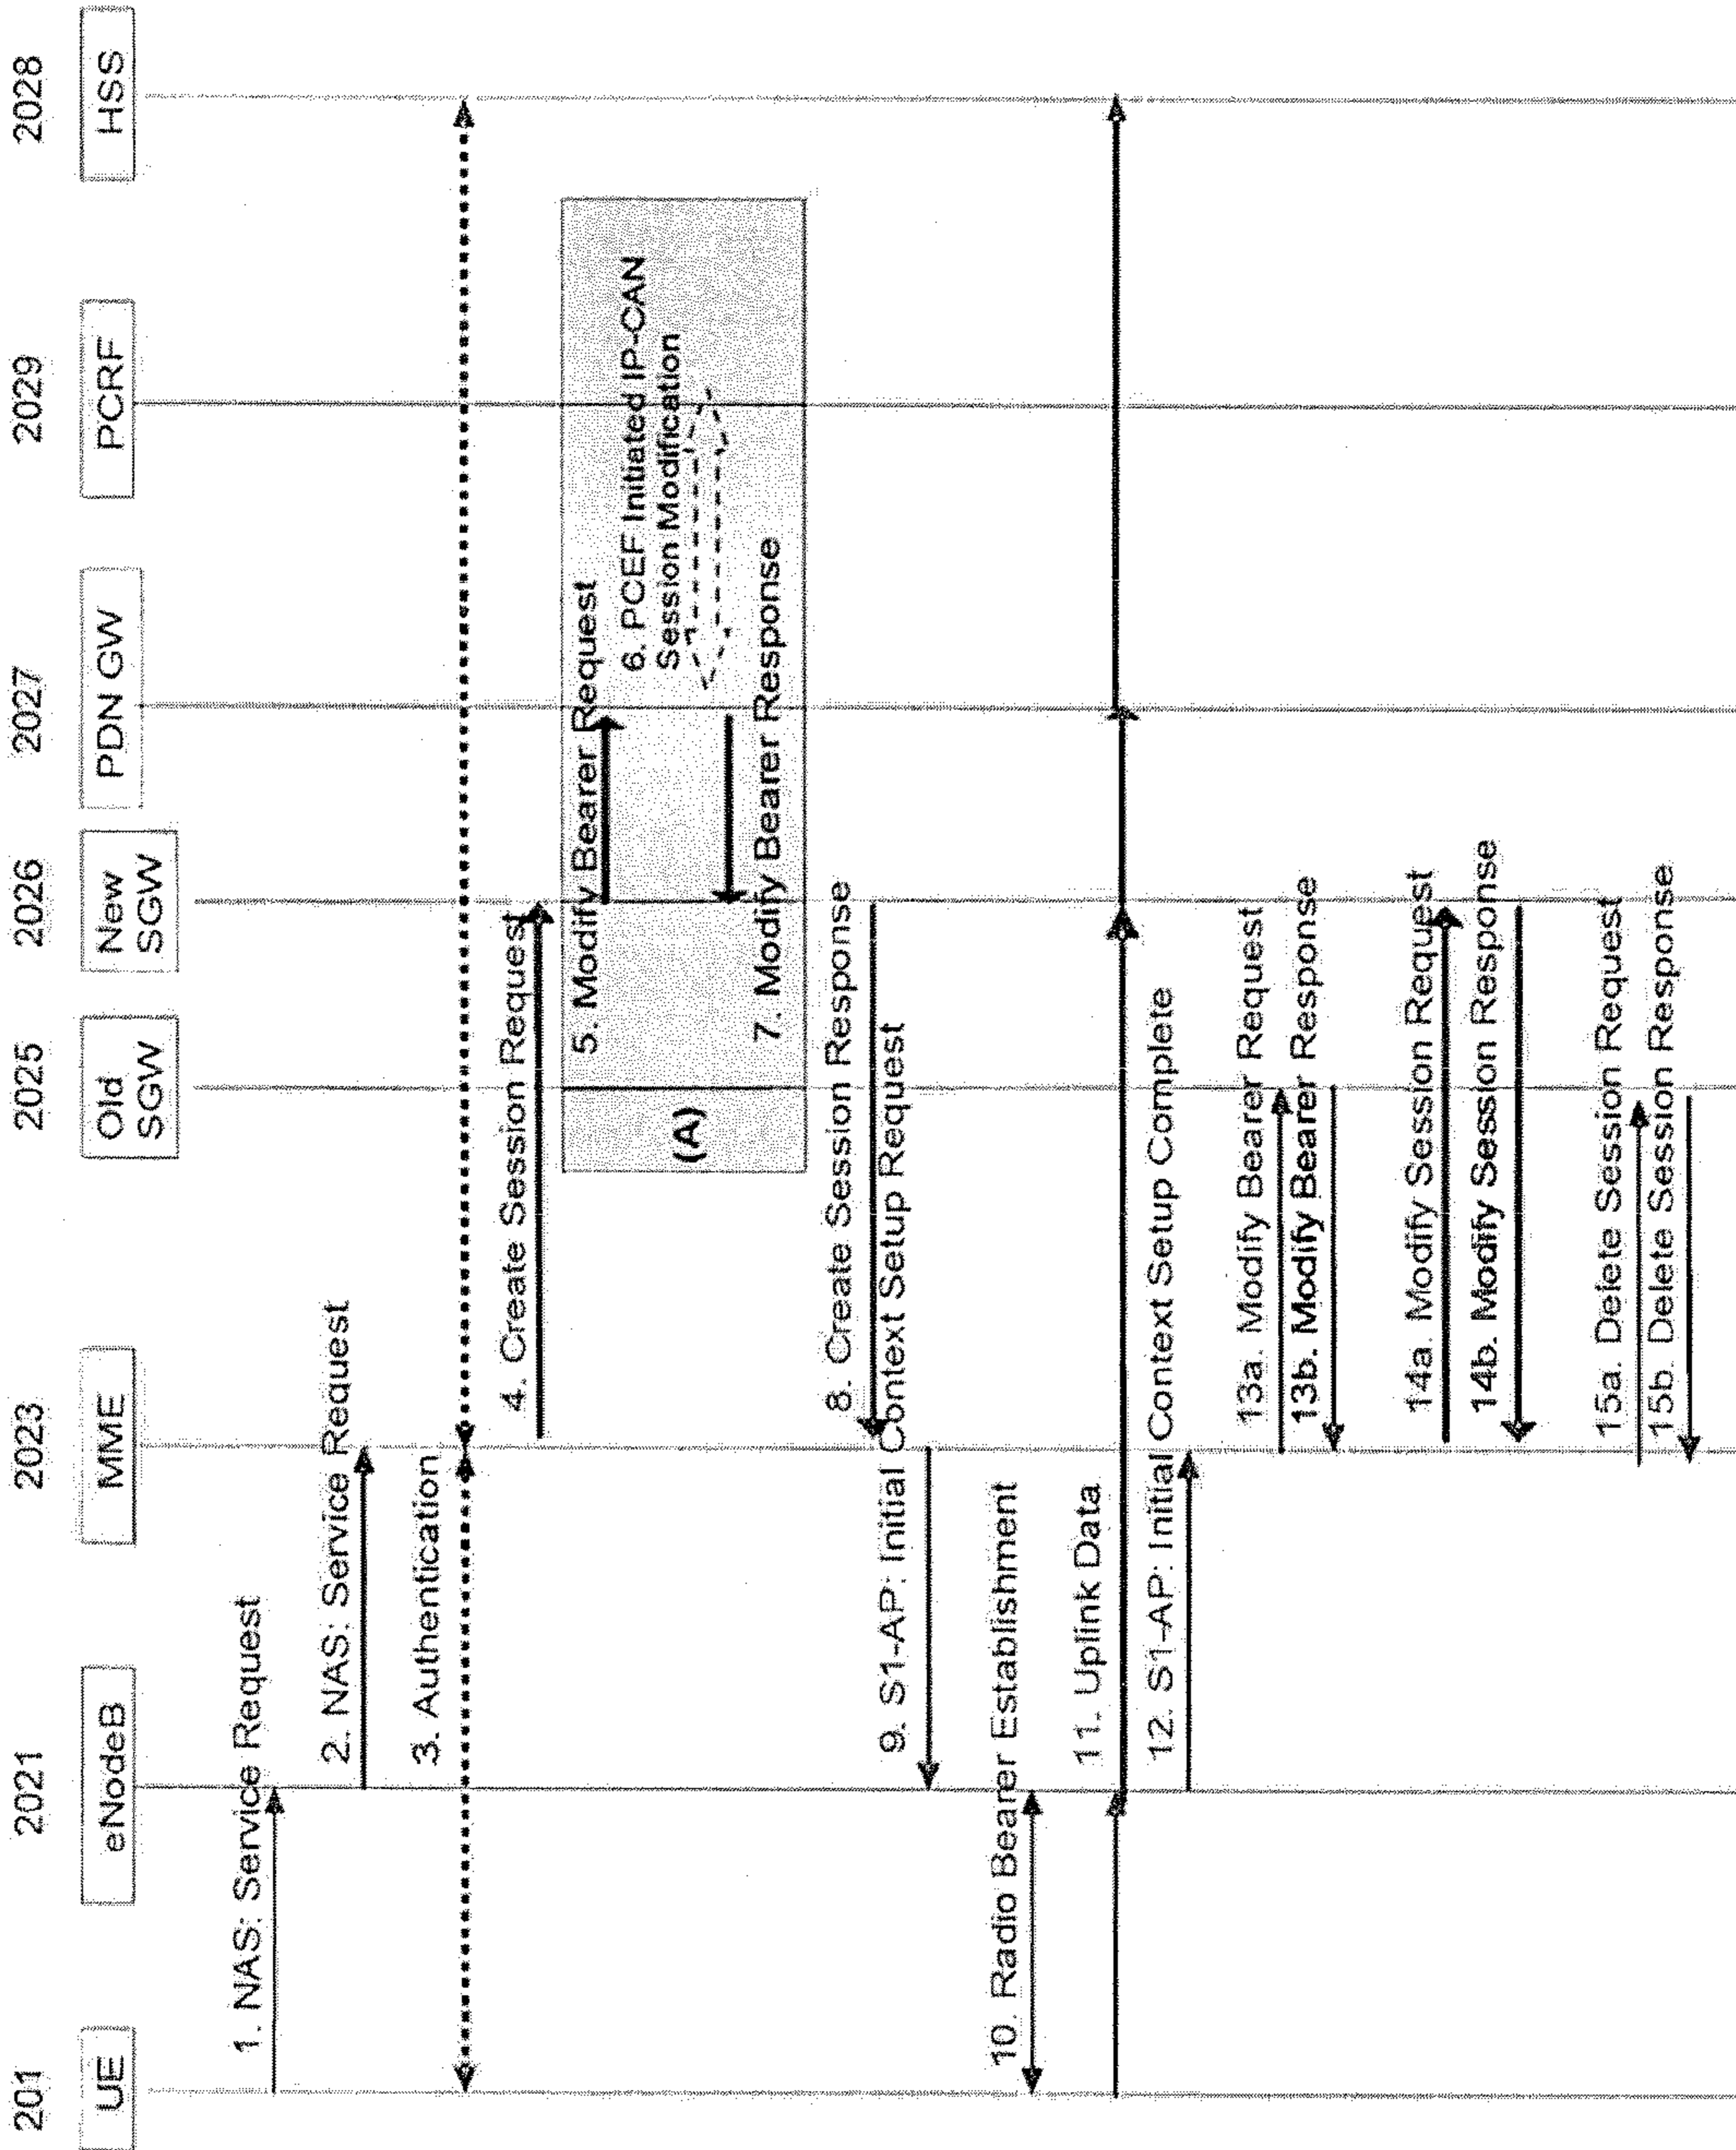 201
2021
2023
2025
2026
2027
2029
2028
UE
eNodeB
MME
Old
SGW
New
SGW
PDN GW
PCRF
HSS
1. NAS: Service Request
2. NAS: Service Request
3. Authentication
4. Create Session Request
(A)
5. Modify Bearer Request
6. PCEF Initiated IP-CAN
Session Modification
7. Modify Bearer Response
8. Create Session Response
9. S1-AP: Initial Context Setup Request
10. Radio Bearer Establishment
11. Uplink Data
12. S1-AP: Initial Context Setup Complete
13a. Modify Bearer Request
13b. Modify Bearer Response
14a. Modify Session Request
14b. Modify Session Response
15a. Delete Session Request
15b. Delete Session Response